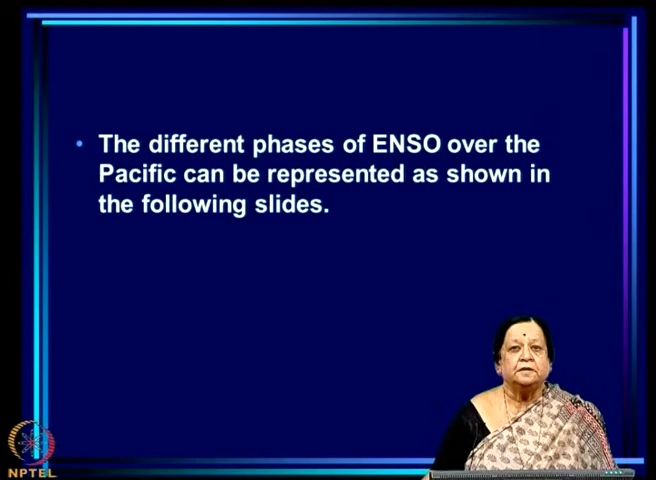 • The different phases of ENSO over the
Pacific can be represented as shown in
the following slides.
NPTEL